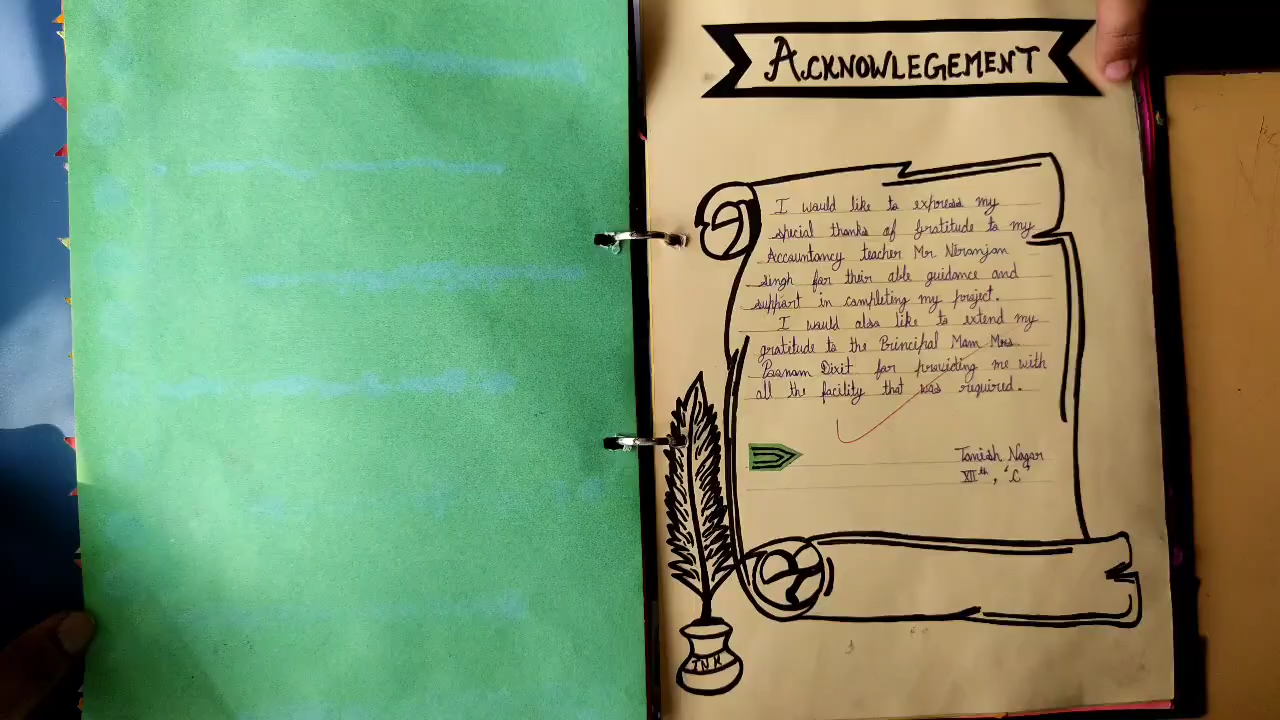 ACKNOWLEGEMENT
I would like to express my
special thanks of gratitude to my
Accountancy teacher Mr. Niranjan
singh for their able guidance and
support in completing my project.
I would also like to extend my
gratitude to the Principal Mam Mrs
Poonam Dixit for providing me with
all the facility that was required.
Tanish Nagar
XIIth, 'C'
INK